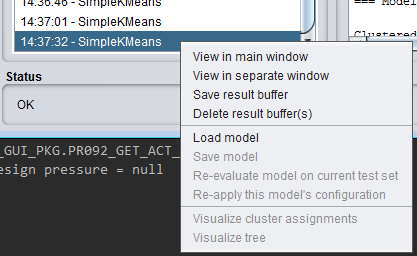 14:36:46 - SimpleKMeans
14:37:01 - SimpleKMeans
14:37:32 - SimpleKMeans
=== Model
Clustered
Status
OK
View in main window
View in separate window
Save result buffer
Delete result buffer(s)
Load model
Save model
Re-evaluate model on current test set
Re-apply this model's configuration
Visualize cluster assignments
Visualize tree
_GUI_PKG.PR092_GET_ACT_
esign pressure = null